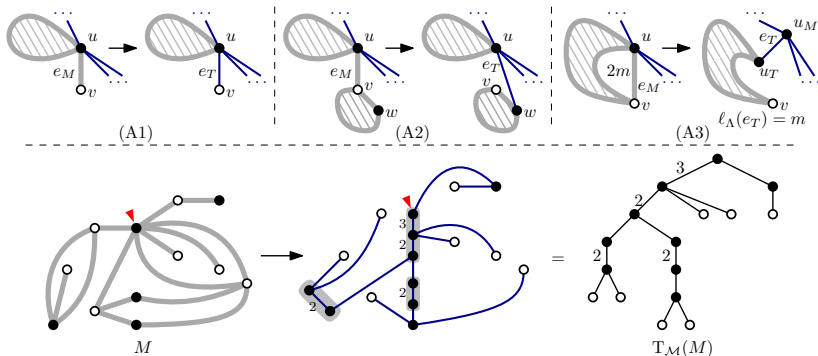 ... u e_M v ... u e_T v ...
(A1)
... u e_M v w ... u e_T v w ...
(A2)
u 2m e_M v ... e_T u_M u_T v ...
ℓ_Λ(e_T) = m
(A3)
M
3
2
2
2
=
3
2
2
2
T_M(M)